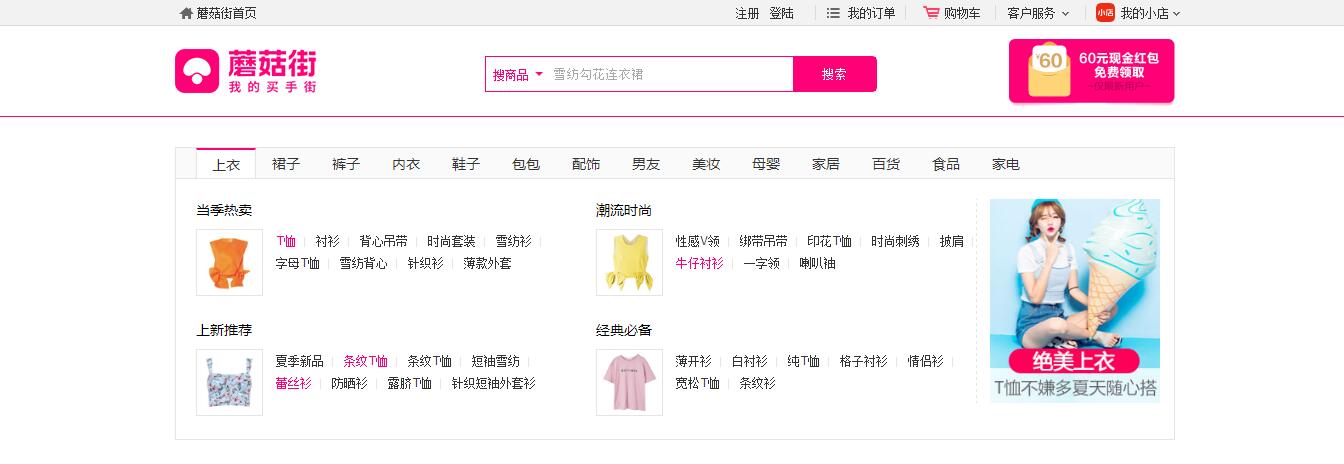 蘑菇街首页 注册 登陆 我的订单 购物车 客户服务 小店 我的小店
蘑菇街
我的买手街
搜商品 雪纺勾花连衣裙 搜索
¥60 60元现金红包
免费领取
上衣 裙子 裤子 内衣 鞋子 包包 配饰 男友 美妆 母婴 家居 百货 食品 家电
当季热卖
T恤 衬衫 背心吊带 时尚套装 雪纺衫
字母T恤 雪纺背心 针织衫 薄款外套
潮流时尚
性感V领 绑带吊带 印花T恤 时尚刺绣 披肩
牛仔衬衫 一字领 喇叭袖
上新推荐
夏季新品 条纹T恤 条纹T恤 短袖雪纺
蕾丝衫 防晒衫 露脐T恤 针织短袖外套衫
经典必备
薄开衫 白衬衫 纯T恤 格子衬衫 情侣衫
宽松T恤 条纹衫
绝美上衣
T恤不嫌多夏天随心搭